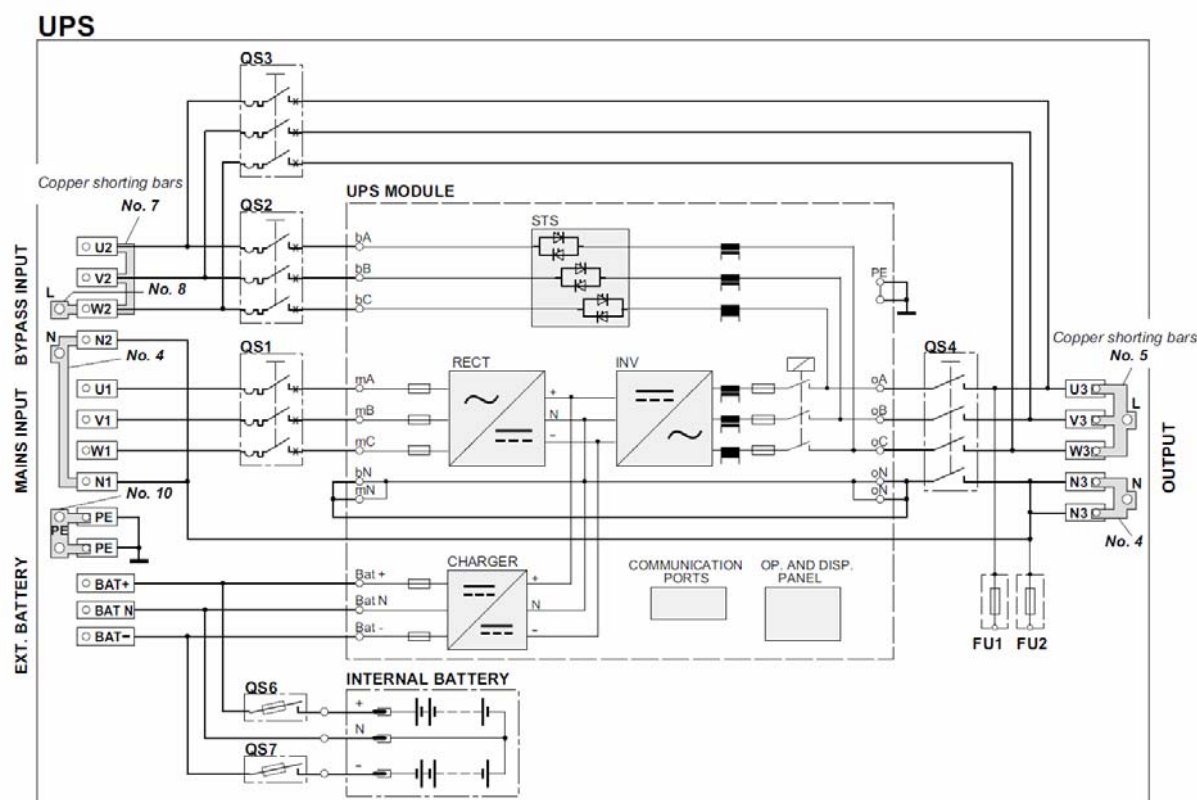 UPS
QS3
Copper shorting bars
No. 7
QS2
UPS MODULE
STS
BYPASS INPUT
U2
bA
V2
bB
L
No. 8
W2
bC
PE
N
N2
No. 4
QS1
RECT
INV
QS4
Copper shorting bars
No. 5
MAINS INPUT
U1
mA
+
oA
U3
L
V1
mB
N
oB
V3
W1
mC
-
oC
W3
OUTPUT
N1
bN
oN
N3
N
mN
oN
N3
No. 10
PE
PE
PE
No. 4
EXT. BATTERY
CHARGER
COMMUNICATION PORTS
OP. AND DISP. PANEL
BAT+
Bat +
+
BAT N
Bat N
N
BAT-
Bat -
-
FU1
FU2
INTERNAL BATTERY
QS6
+
N
QS7
-